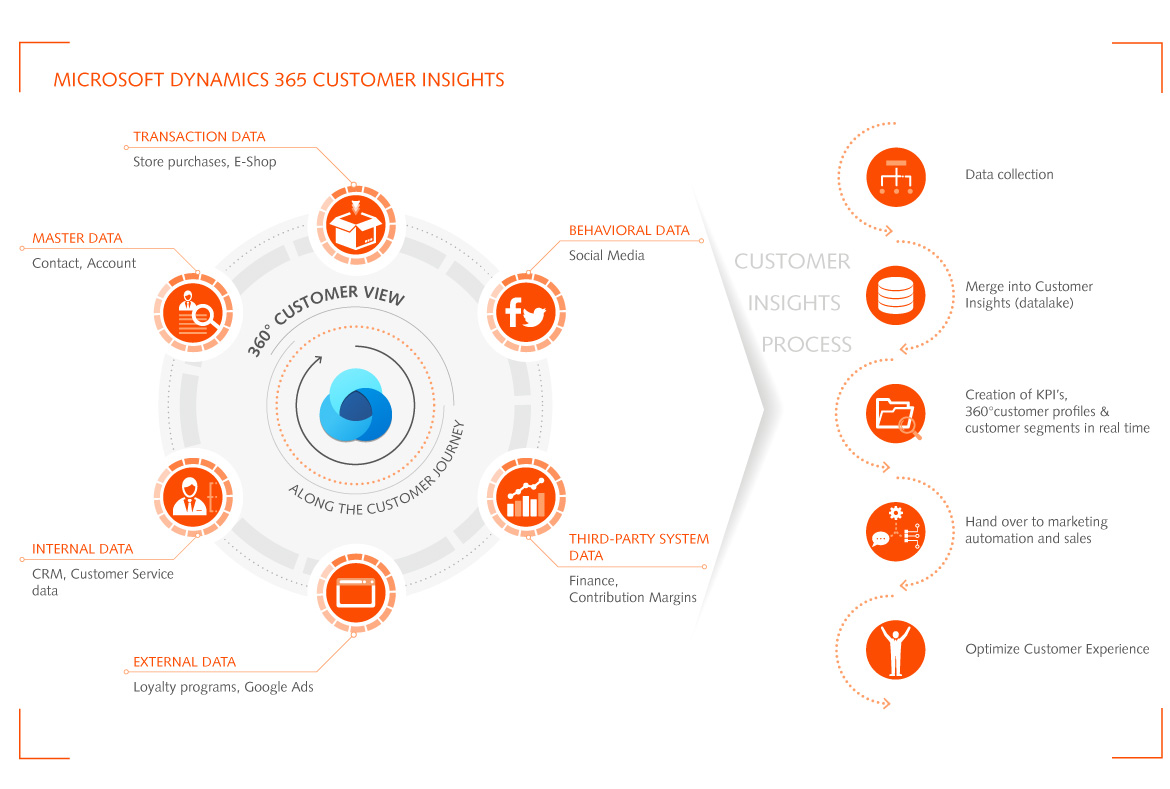 MICROSOFT DYNAMICS 365 CUSTOMER INSIGHTS
TRANSACTION DATA
Store purchases, E-Shop
MASTER DATA
Contact, Account
BEHAVIORAL DATA
Social Media
360° CUSTOMER VIEW
ALONG THE CUSTOMER JOURNEY
INTERNAL DATA
CRM, Customer Service
data
THIRD-PARTY SYSTEM
DATA
Finance,
Contribution Margins
EXTERNAL DATA
Loyalty programs, Google Ads
CUSTOMER
INSIGHTS
PROCESS
Data collection
Merge into Customer
Insights (datalake)
Creation of KPI's,
360°customer profiles &
customer segments in real time
Hand over to marketing
automation and sales
Optimize Customer Experience